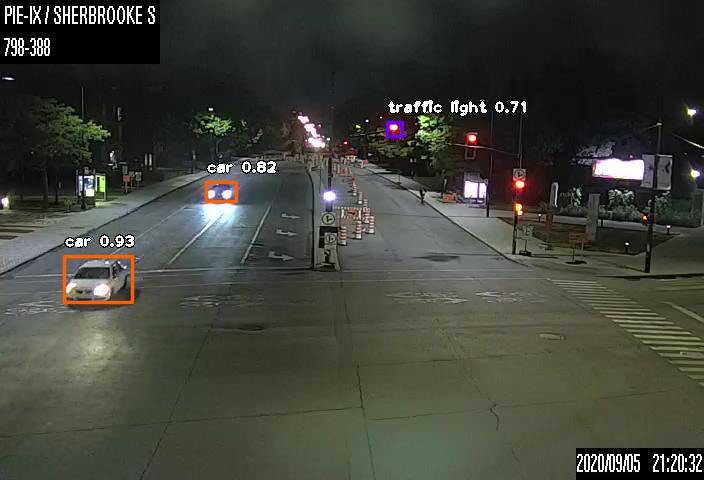 PIE-IX / SHERBROOKE S
798-388
traffic light 0.71
car 0.82
car 0.93
2020/09/05 21:20:32